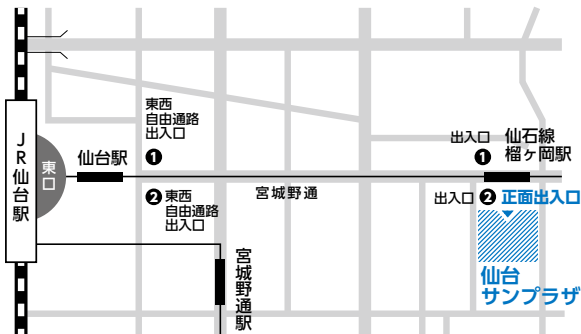 東西
自由通路
出入口
❶
仙台駅
JR仙台駅
東口
❷東西
自由通路
出入口
宮城野通
宮城野通駅
出入口
❶
仙石線
榴ヶ岡駅
出入口❷正面出入口
仙台
サンプラザ